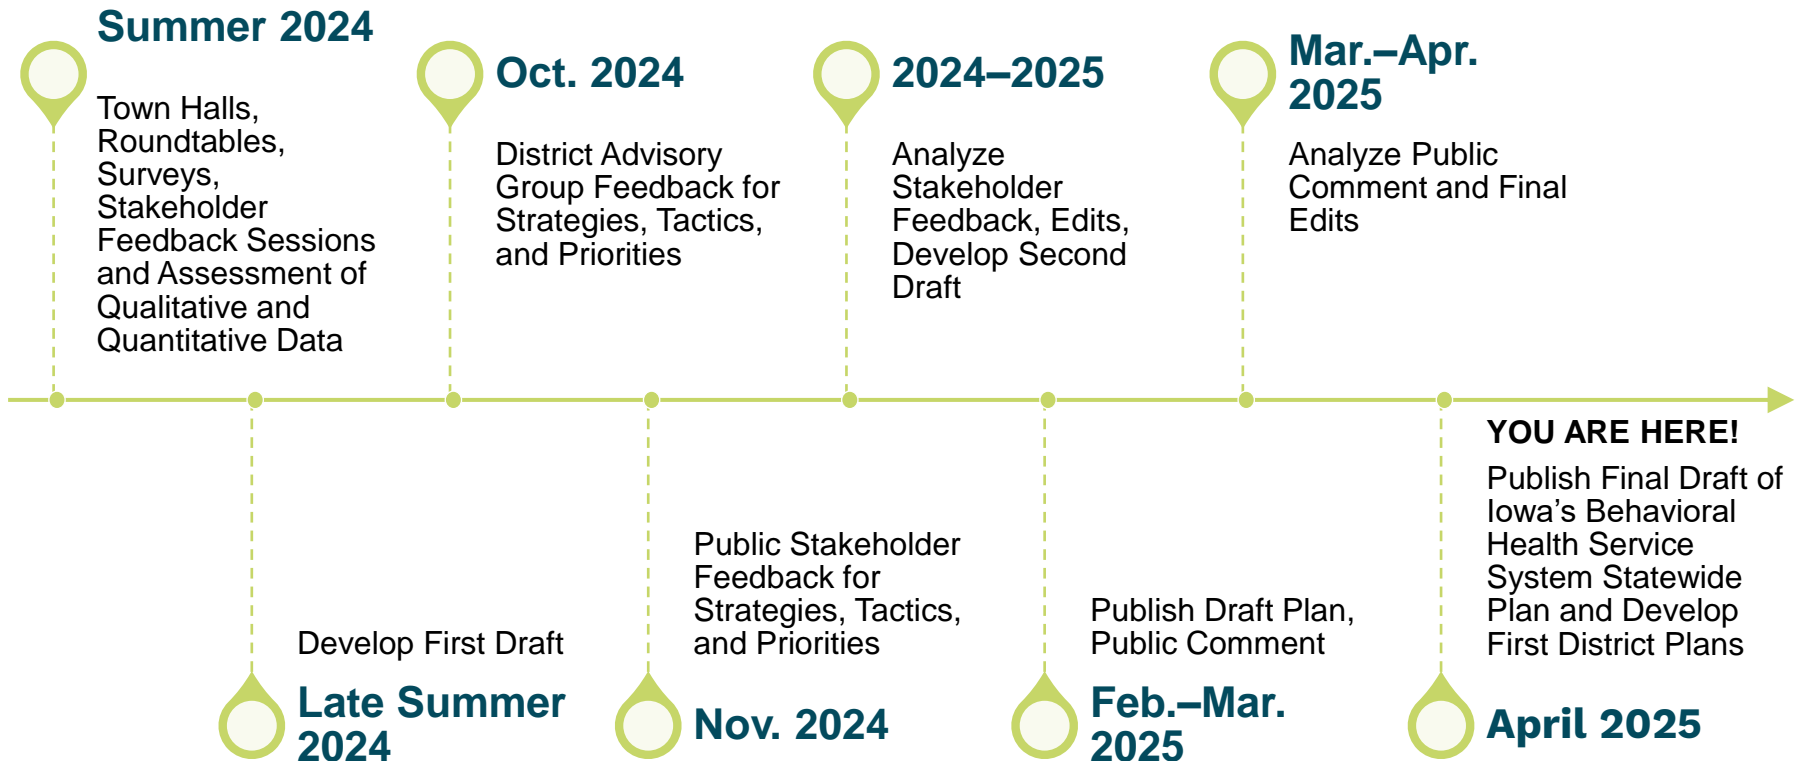 Summer 2024
Town Halls,
Roundtables,
Surveys,
Stakeholder
Feedback Sessions
and Assessment of
Qualitative and
Quantitative Data
Develop First Draft
Late Summer
2024
Oct. 2024
District Advisory
Group Feedback for
Strategies, Tactics,
and Priorities
Public Stakeholder
Feedback for
Strategies, Tactics,
and Priorities
Nov. 2024
2024–2025
Analyze
Stakeholder
Feedback, Edits,
Develop Second
Draft
Publish Draft Plan,
Public Comment
Feb.–Mar.
2025
Mar.–Apr.
2025
Analyze Public
Comment and Final
Edits
YOU ARE HERE!
Publish Final Draft of
Iowa’s Behavioral
Health Service
System Statewide
Plan and Develop
First District Plans
April 2025